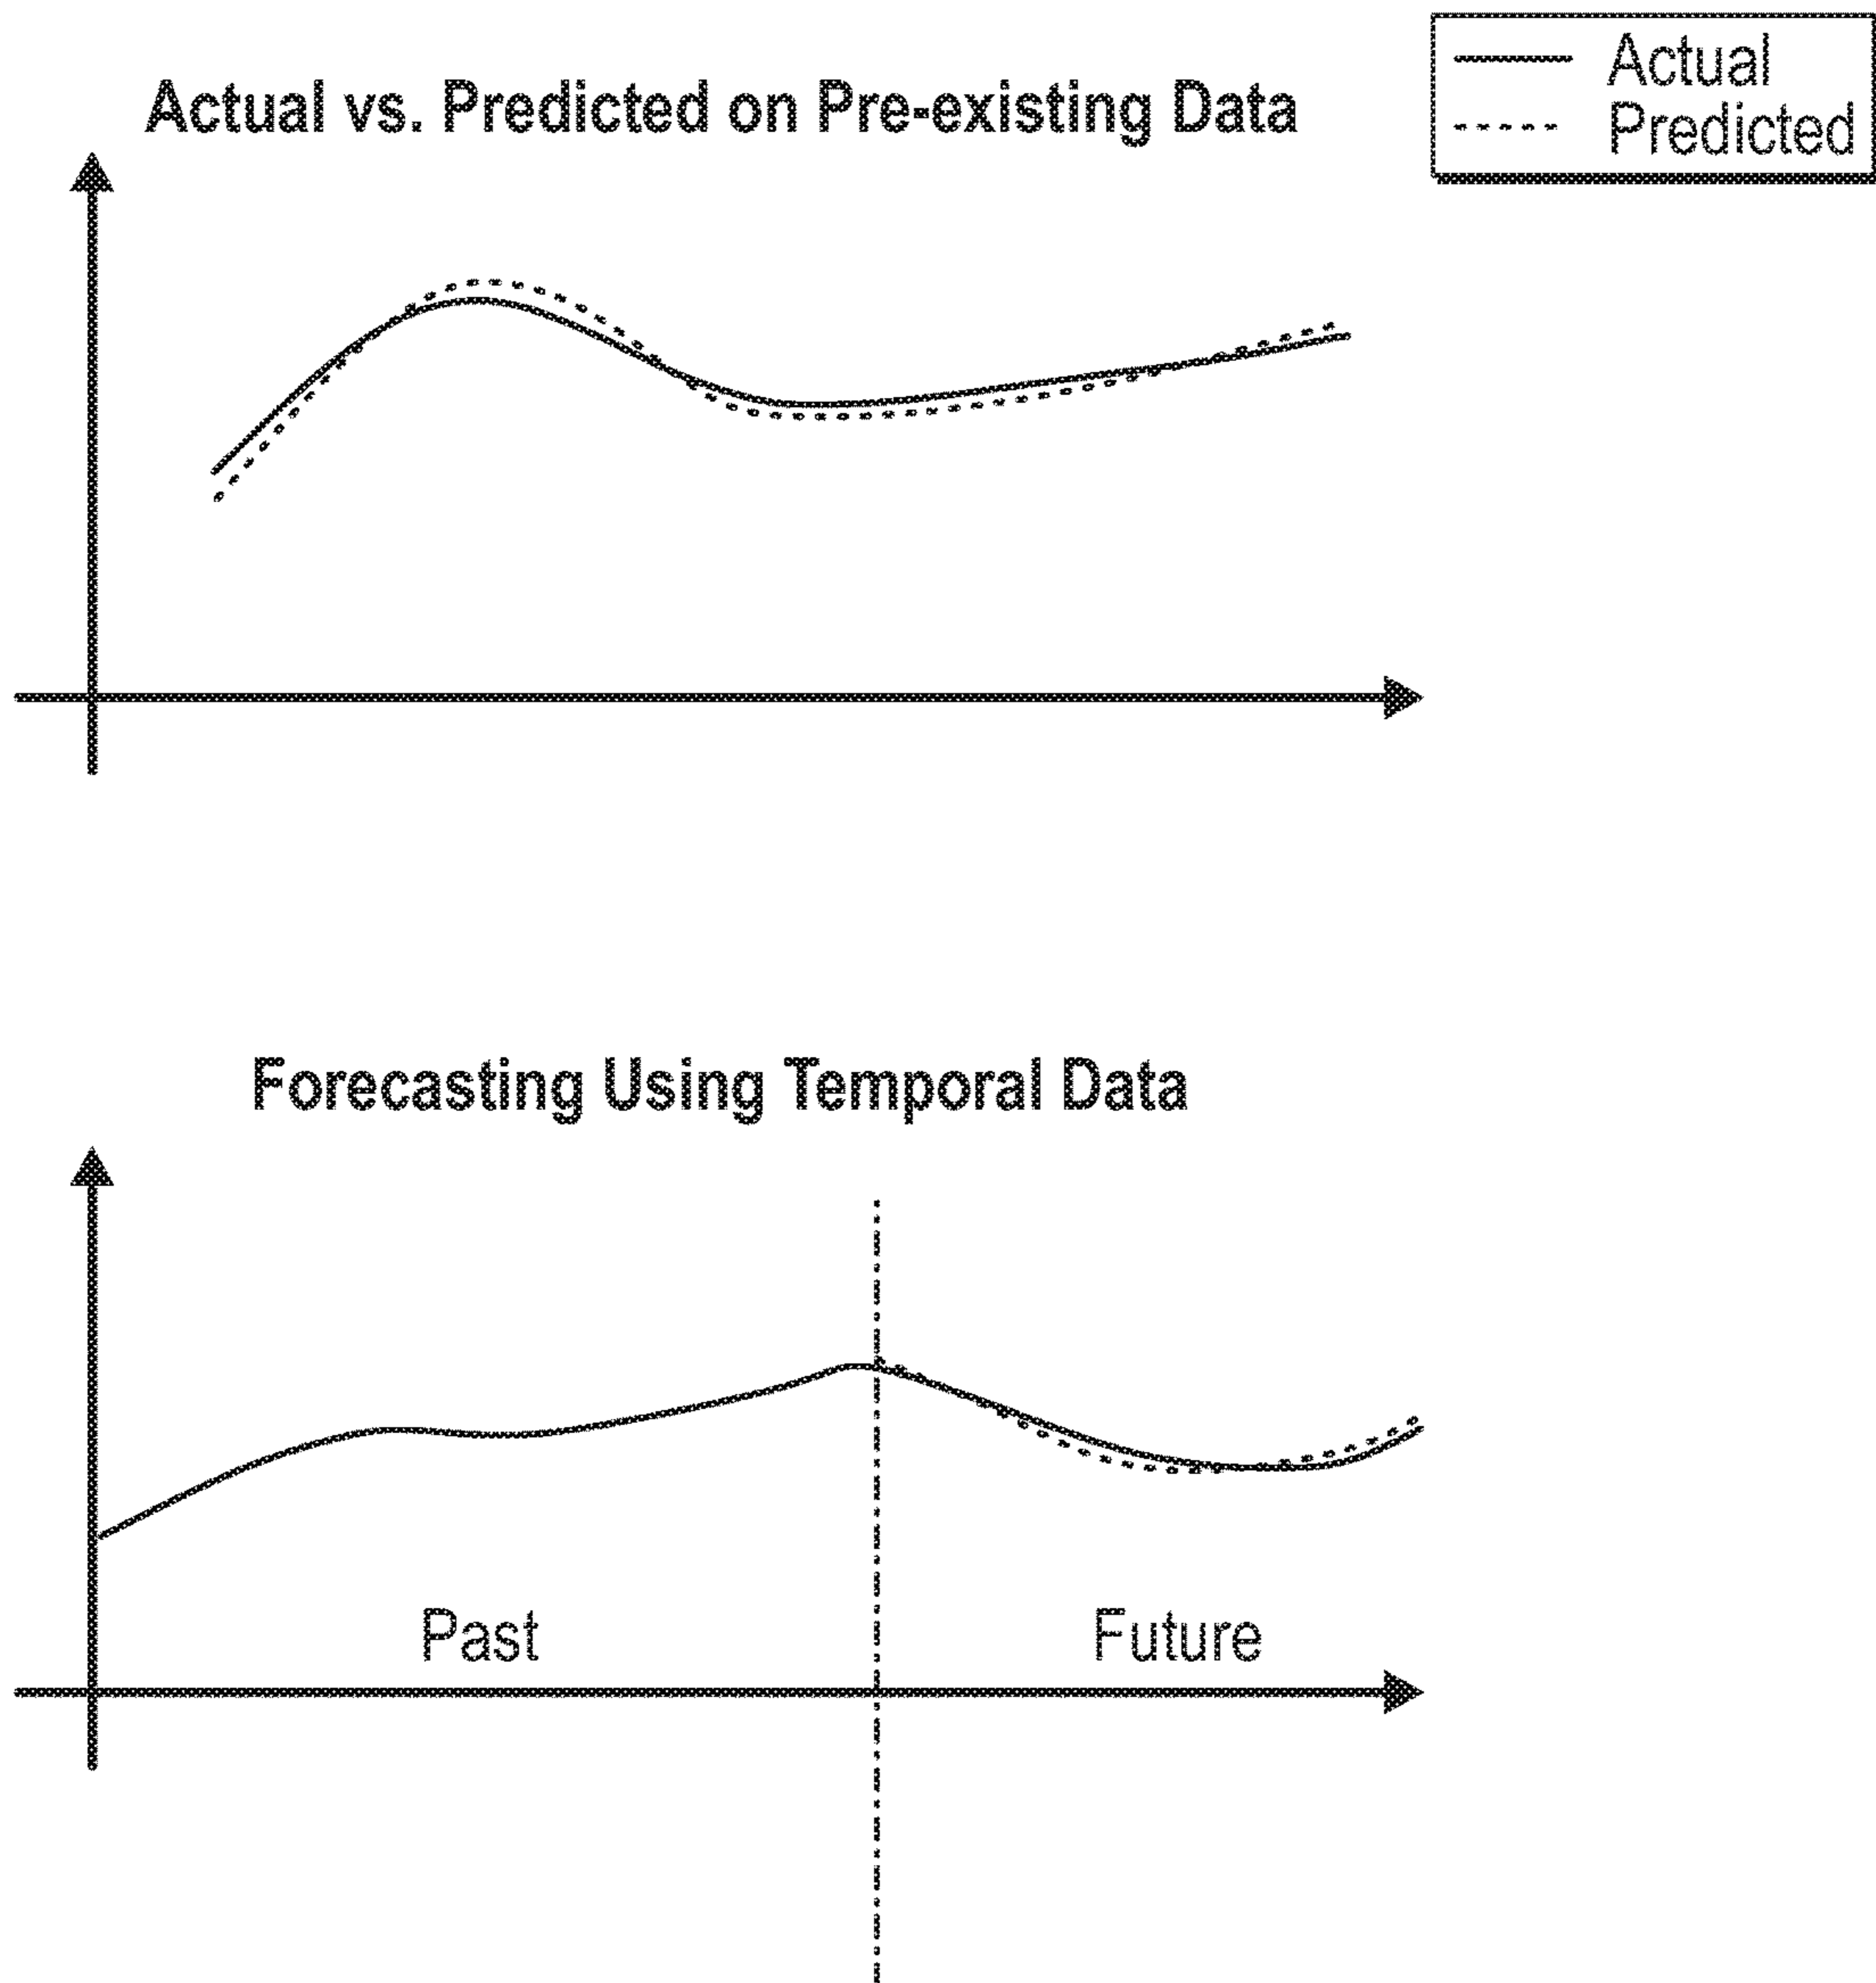 Actual vs. Predicted on Pre-existing Data
Actual
Predicted
Forecasting Using Temporal Data
Past
Future